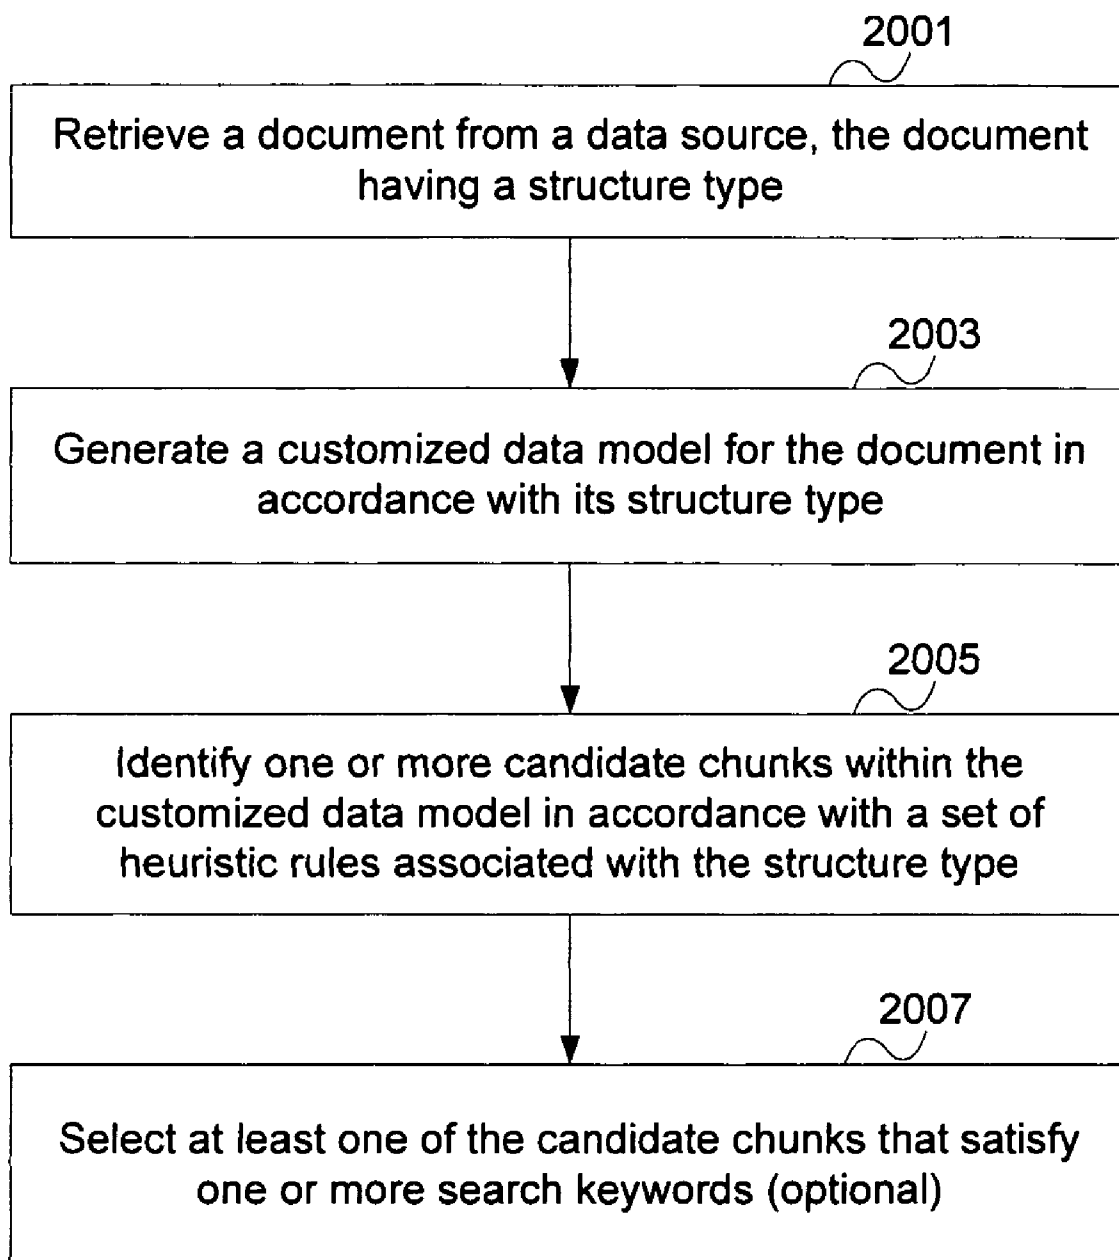 2001
Retrieve a document from a data source, the document
having a structure type
2003
Generate a customized data model for the document in
accordance with its structure type
2005
Identify one or more candidate chunks within the
customized data model in accordance with a set of
heuristic rules associated with the structure type
2007
Select at least one of the candidate chunks that satisfy
one or more search keywords (optional)